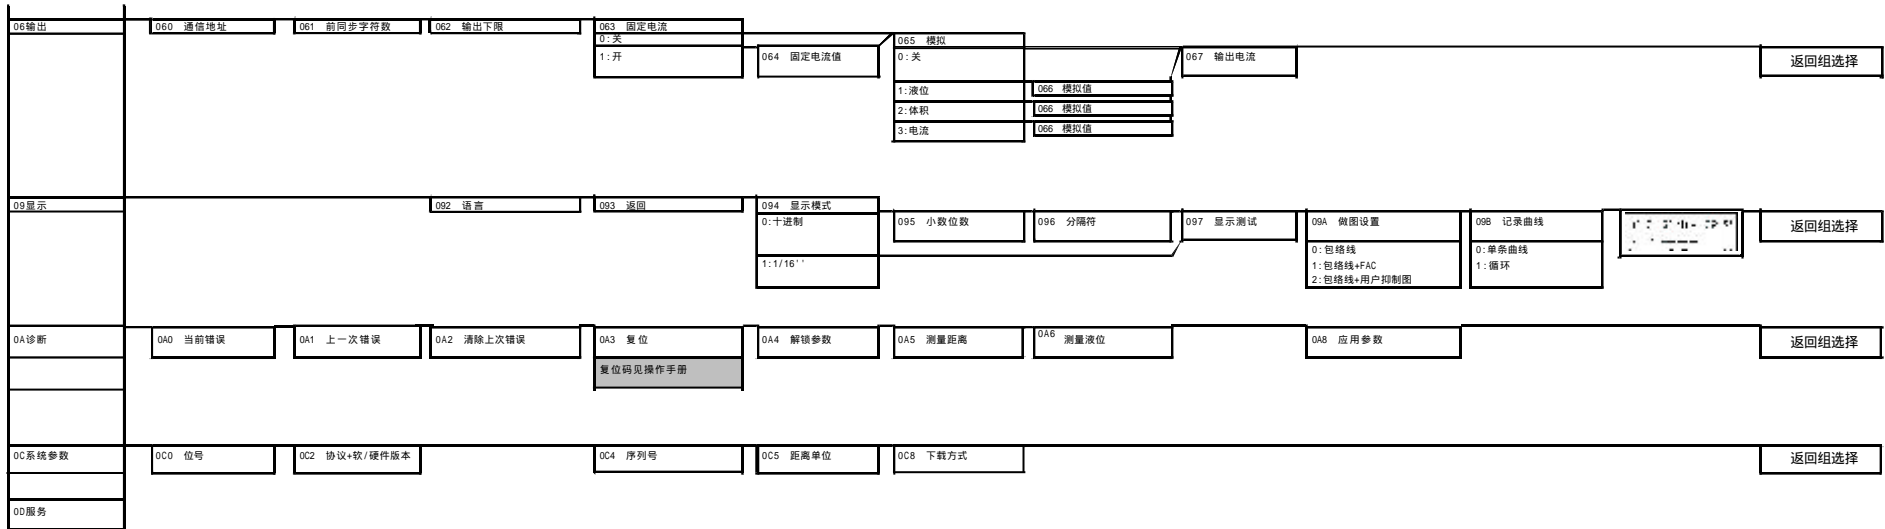 06输出
060 通信地址
061 前同步字符数
062 输出下限
063 固定电流
0:关
1:开
064 固定电流值
065 模拟
0:关
1:液位
2:体积
3:电流
066 模拟值
066 模拟值
066 模拟值
067 输出电流
返回组选择
09显示
092 语言
093 返回
094 显示模式
0:十进制
1:1/16''
095 小数位数
096 分隔符
097 显示测试
09A 做图设置
0:包络线
1:包络线+FAC
2:包络线+用户抑制图
09B 记录曲线
0:单条曲线
1:循环
返回组选择
0A诊断
0A0 当前错误
0A1 上一次错误
0A2 清除上次错误
0A3 复位
复位码见操作手册
0A4 解锁参数
0A5 测量距离
0A6 测量液位
0A8 应用参数
返回组选择
0C系统参数
0C0 位号
0C2 协议+软/硬件版本
0C4 序列号
0C5 距离单位
0C8 下载方式
返回组选择
0D服务